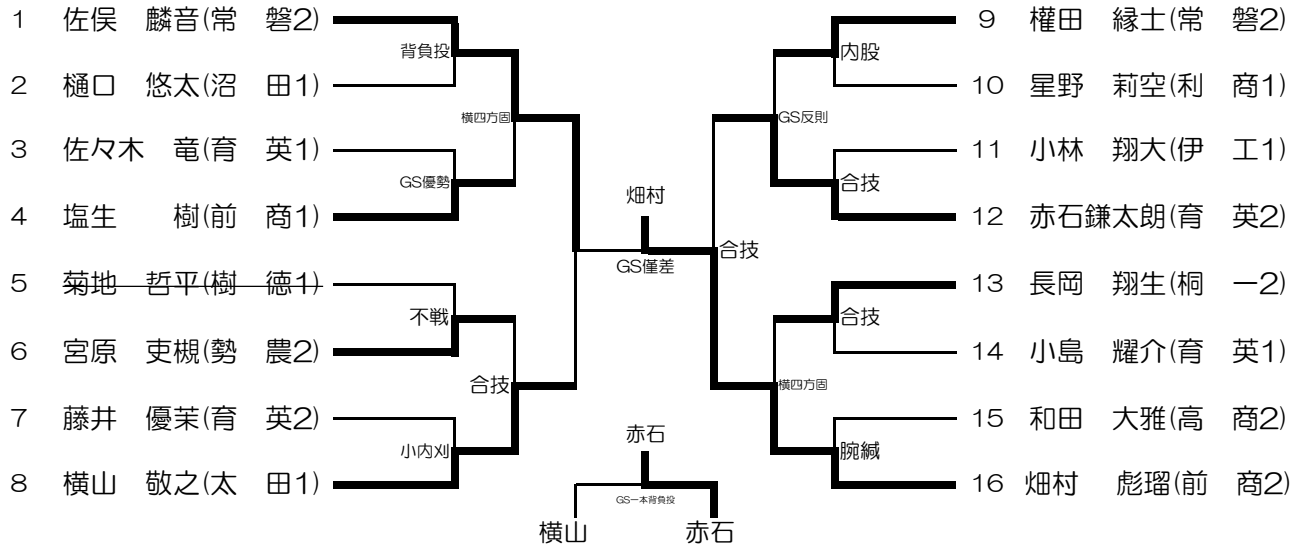 1 佐俣 麟音(常 磐2)
2 樋口 悠太(沼 田1)
3 佐々木 竜(育 英1)
4 塩生 樹(前 商1)
5 菊地 哲平(樹 徳1)
6 宮原 吏槻(勢 農2)
7 藤井 優茉(育 英2)
8 横山 敬之(太 田1)
背負投
横四方固
GS優勢
不戦
合技
小内刈
畑村
GS僅差
合技
赤石
GS一本背負投
横山 赤石
内股
GS反則
合技
合技
横四方固
腕緘
9 權田 縁士(常 磐2)
10 星野 莉空(利 商1)
11 小林 翔大(伊 工1)
12 赤石鎌太朗(育 英2)
13 長岡 翔生(桐 一2)
14 小島 耀介(育 英1)
15 和田 大雅(高 商2)
16 畑村 彪瑠(前 商2)